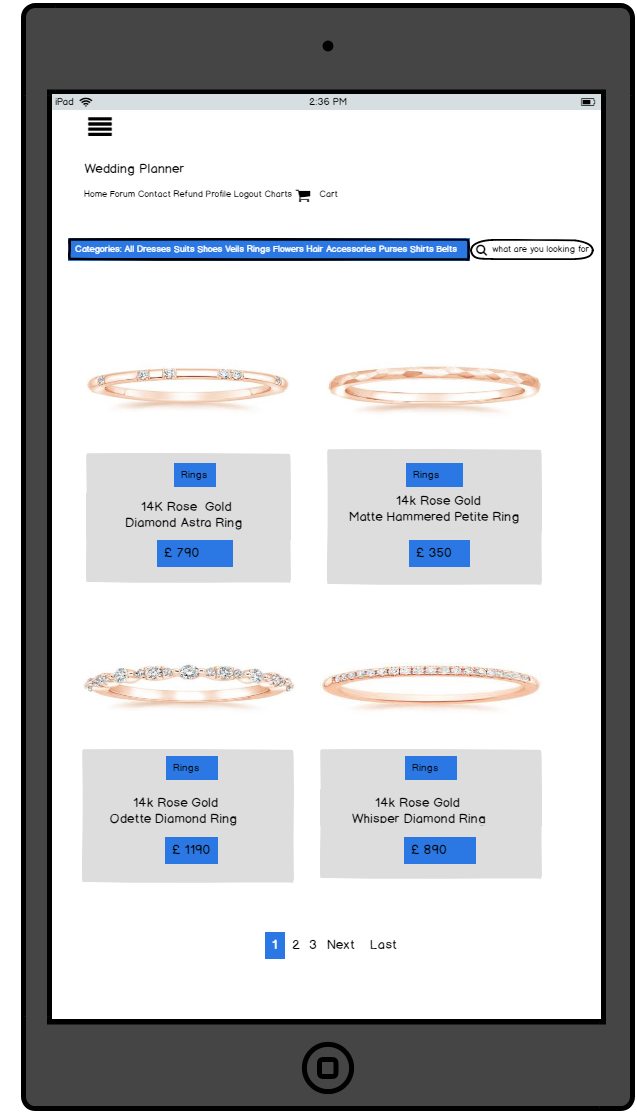 iPad 2:36 PM
Wedding Planner
Home Forum Contact Refund Profile Logout Charts Cart
Categories: All Dresses Suits Shoes Veils Rings Flowers Hair Accessories Purses Shirts Belts
what are you looking for
Rings
14K Rose Gold
Diamond Astra Ring
£ 790
Rings
14k Rose Gold
Matte Hammered Petite Ring
£ 350
Rings
14k Rose Gold
Odette Diamond Ring
£ 1190
Rings
14k Rose Gold
Whisper Diamond Ring
£ 890
1 2 3 Next Last